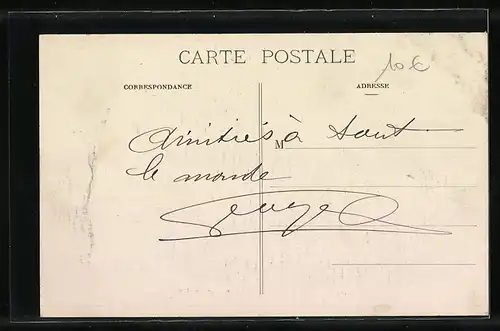 CARTE POSTALE
10 €
CORRESPONDANCE
ADRESSE
M
Amitiés à tout
le monde